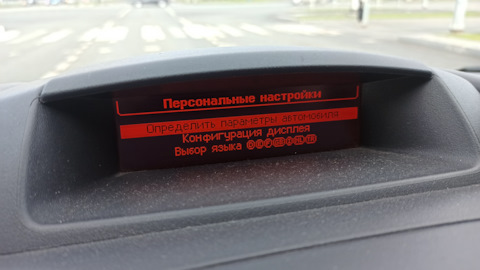 Персональные настройки
Определить параметры автомобиля
Конфигурация дисплея
Выбор языка